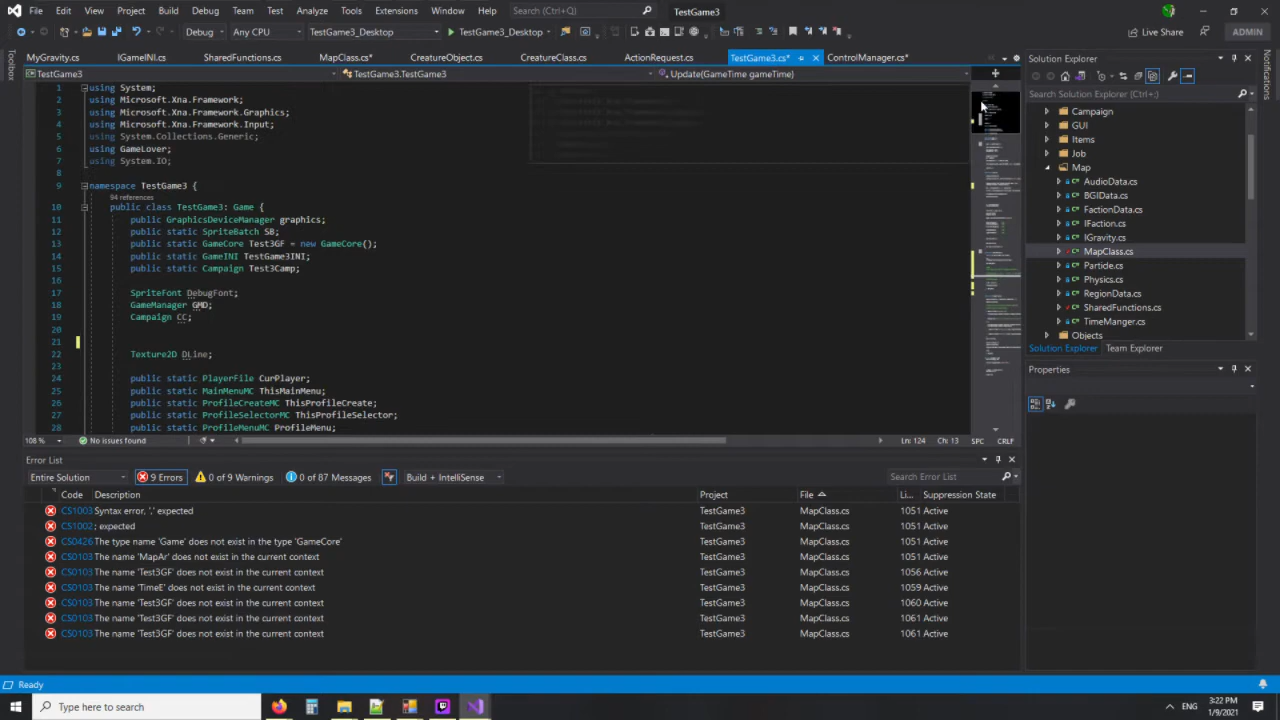 File Edit View Git Project Build Debug Team Test Analyze Tools Extensions Window Help Search (Ctrl+Q) TestGame3
Debug Any CPU TestGame3_Desktop TestGame3_Desktop Live Share ADMIN
Toolbox
MyGravity.cs IGameINI.cs SharedFunctions.cs MapClass.cs* CreatureObject.cs CreatureClass.cs ActionRequest.cs TestGame3.cs* ControlManager.cs*
TestGame3 TestGame3.TestGame3 Update(GameTime gameTime)
1 using System;
2 using Microsoft.Xna.Framework;
3 using Microsoft.Xna.Framework.Graphics;
4 using Microsoft.Xna.Framework.Input;
5 using System.Collections.Generic;
6 using GameLover;
7 using System.IO;
8
9 namespace TestGame3 {
94 references
10 public class TestGame3: Game {
11 public GraphicsDeviceManager graphics;
12 public static SpriteBatch SB;
13 public static GameCore Test3GF = new GameCore();
14 public static GameINI TestGame3INI;
15 public static Campaign Test3Camp;
16
17 SpriteFont DebugFont;
18 GameManager GMD;
19 Campaign CC;
20
21
22 Texture2D DLine;
23
24 public static PlayerFile CurPlayer;
25 public static MainMenuMC ThisMainMenu;
26 public static ProfileCreateMC ThisProfileCreate;
27 public static ProfileSelectorMC ThisProfileSelector;
28 public static ProfileMenuMC ProfileMenu;
108 % No issues found Ln: 124 Ch: 13 SPC CRLF
Error List
Entire Solution 9 Errors 0 of 9 Warnings 0 of 87 Messages Build + IntelliSense Search Error List
Code Description Project File Li... Suppression State
CS1003 Syntax error, ',' expected TestGame3 MapClass.cs 1051 Active
CS1002 ; expected TestGame3 MapClass.cs 1051 Active
CS0426 The type name 'Game' does not exist in the type 'GameCore' TestGame3 MapClass.cs 1051 Active
CS0103 The name 'MapAr' does not exist in the current context TestGame3 MapClass.cs 1051 Active
CS0103 The name 'Test3GF' does not exist in the current context TestGame3 MapClass.cs 1056 Active
CS0103 The name 'TimeE' does not exist in the current context TestGame3 MapClass.cs 1059 Active
CS0103 The name 'Test3GF' does not exist in the current context TestGame3 MapClass.cs 1060 Active
CS0103 The name 'Test3GF' does not exist in the current context TestGame3 MapClass.cs 1061 Active
CS0103 The name 'Test3GF' does not exist in the current context TestGame3 MapClass.cs 1061 Active
Solution Explorer
Search Solution Explorer (Ctrl+;)
Campaign
GUI
Items
Job
Map
AudioData.cs
BGIData.cs
FactionData.cs
IFaction.cs
IGravity.cs
MapClass.cs
Particle.cs
Physics.cs
RegionData.cs
SharedFunctions.cs
TimeManger.cs
Objects
Solution Explorer Team Explorer
Properties
Notifications
Ready
Type here to search ENG 3:22 PM
1/9/2021